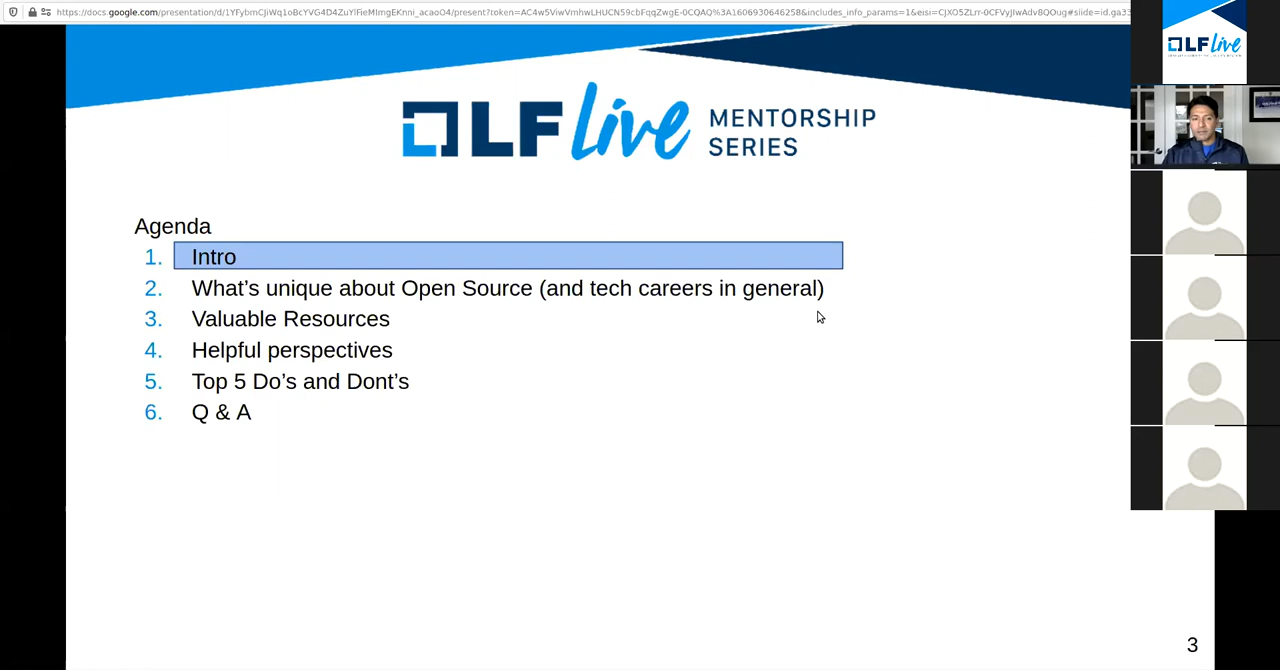 LF Live MENTORSHIP
SERIES
LF Live
Agenda
1. Intro
2. What’s unique about Open Source (and tech careers in general)
3. Valuable Resources
4. Helpful perspectives
5. Top 5 Do’s and Dont’s
6. Q & A
3